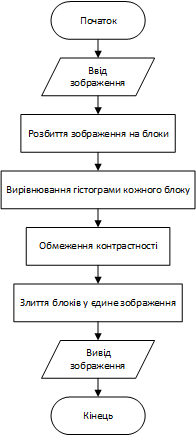 Початок
Ввід
зображення
Розбиття зображення на блоки
Вирівнювання гістограми кожного блоку
Обмеження контрастності
Злиття блоків у єдине зображення
Вивід
зображення
Кінець